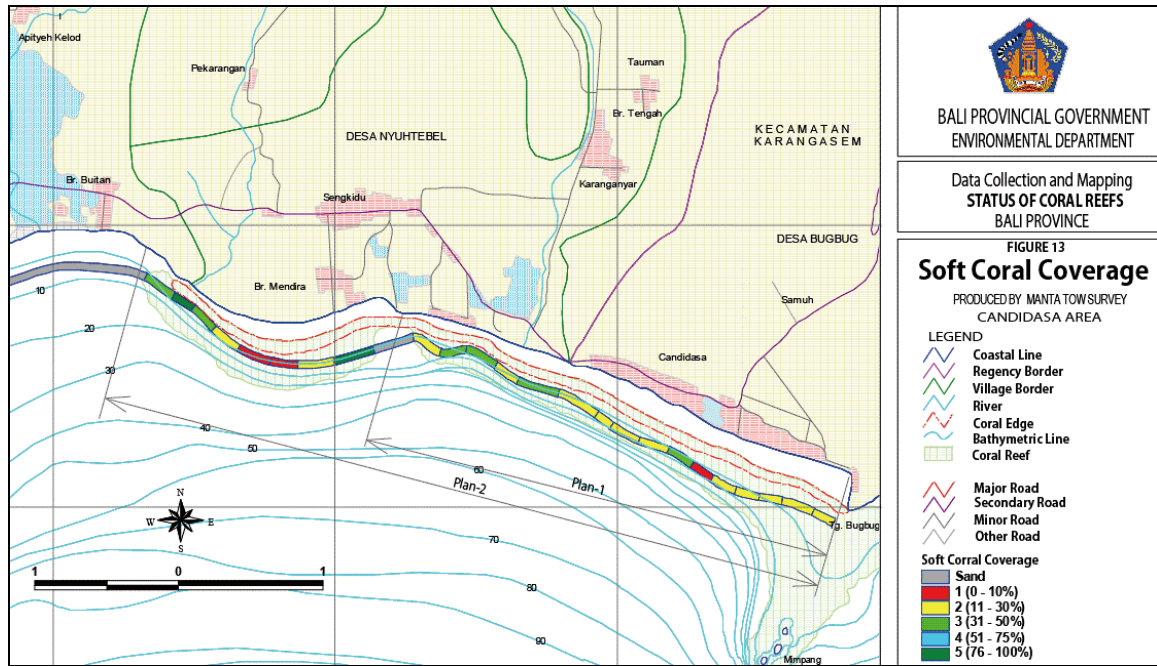 1
Apityeh Kelod
Pekarangan
Tauman
Br. Tengah
DESA NYUHTEBEL
KECAMATAN
KARANGASEM
Br. Buitan
Sengkidu
Karanganyar
DESA BUGBUG
Br. Mendira
Samuh
Candidasa
10
20
30
40
50
60
70
80
90
Plan-1
Plan-2
Tg. Bugbug
Mimpang
N
W E
S
1 0 1
BALI PROVINCIAL GOVERNMENT
ENVIRONMENTAL DEPARTMENT
Data Collection and Mapping
STATUS OF CORAL REEFS
BALI PROVINCE
FIGURE 13
Soft Coral Coverage
PRODUCED BY MANTA TOW SURVEY
CANDIDASA AREA
LEGEND
Coastal Line
Regency Border
Village Border
River
Coral Edge
Bathymetric Line
Coral Reef
Major Road
Secondary Road
Minor Road
Other Road
Soft Corral Coverage
Sand
1 (0 - 10%)
2 (11 - 30%)
3 (31 - 50%)
4 (51 - 75%)
5 (76 - 100%)